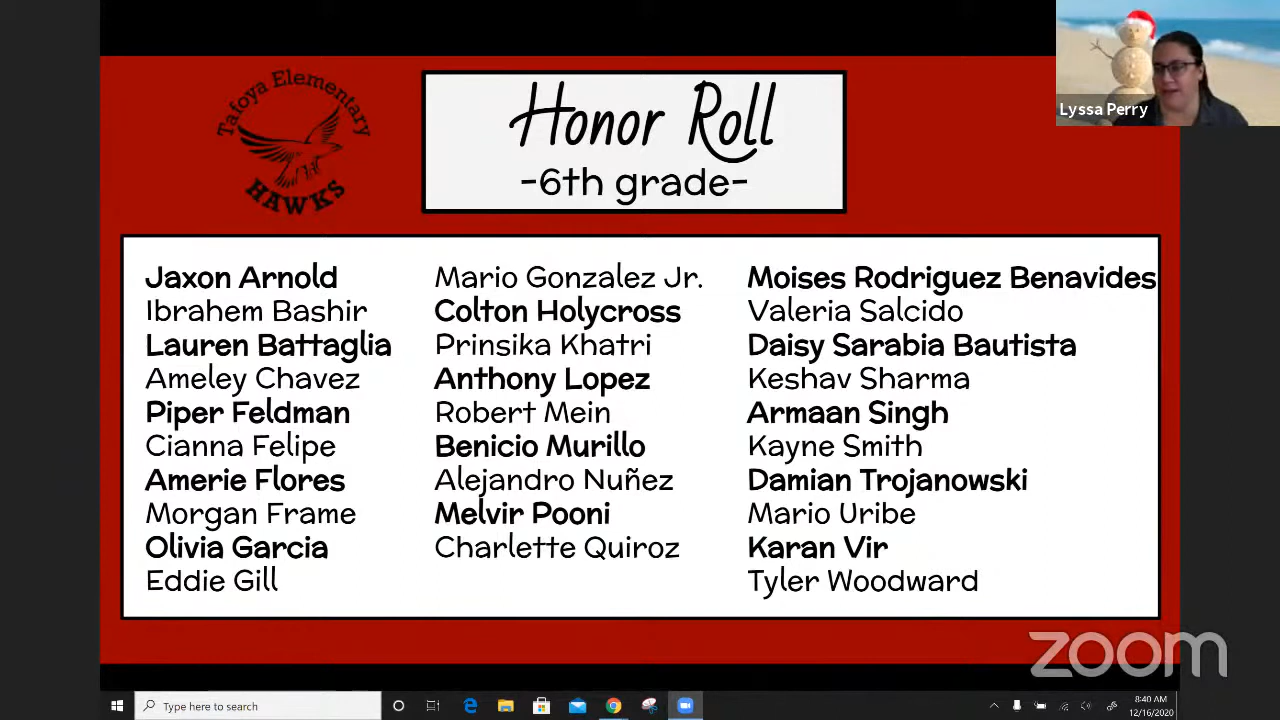 Tafoya Elementary
HAWKS
Honor Roll
-6th grade-
Lyssa Perry
Jaxon Arnold
Ibrahem Bashir
Lauren Battaglia
Ameley Chavez
Piper Feldman
Cianna Felipe
Amerie Flores
Morgan Frame
Olivia Garcia
Eddie Gill
Mario Gonzalez Jr.
Colton Holycross
Prinsika Khatri
Anthony Lopez
Robert Mein
Benicio Murillo
Alejandro Nuñez
Melvir Pooni
Charlette Quiroz
Moises Rodriguez Benavides
Valeria Salcido
Daisy Sarabia Bautista
Keshav Sharma
Armaan Singh
Kayne Smith
Damian Trojanowski
Mario Uribe
Karan Vir
Tyler Woodward
zoom
Type here to search
8:40 AM
12/16/2020